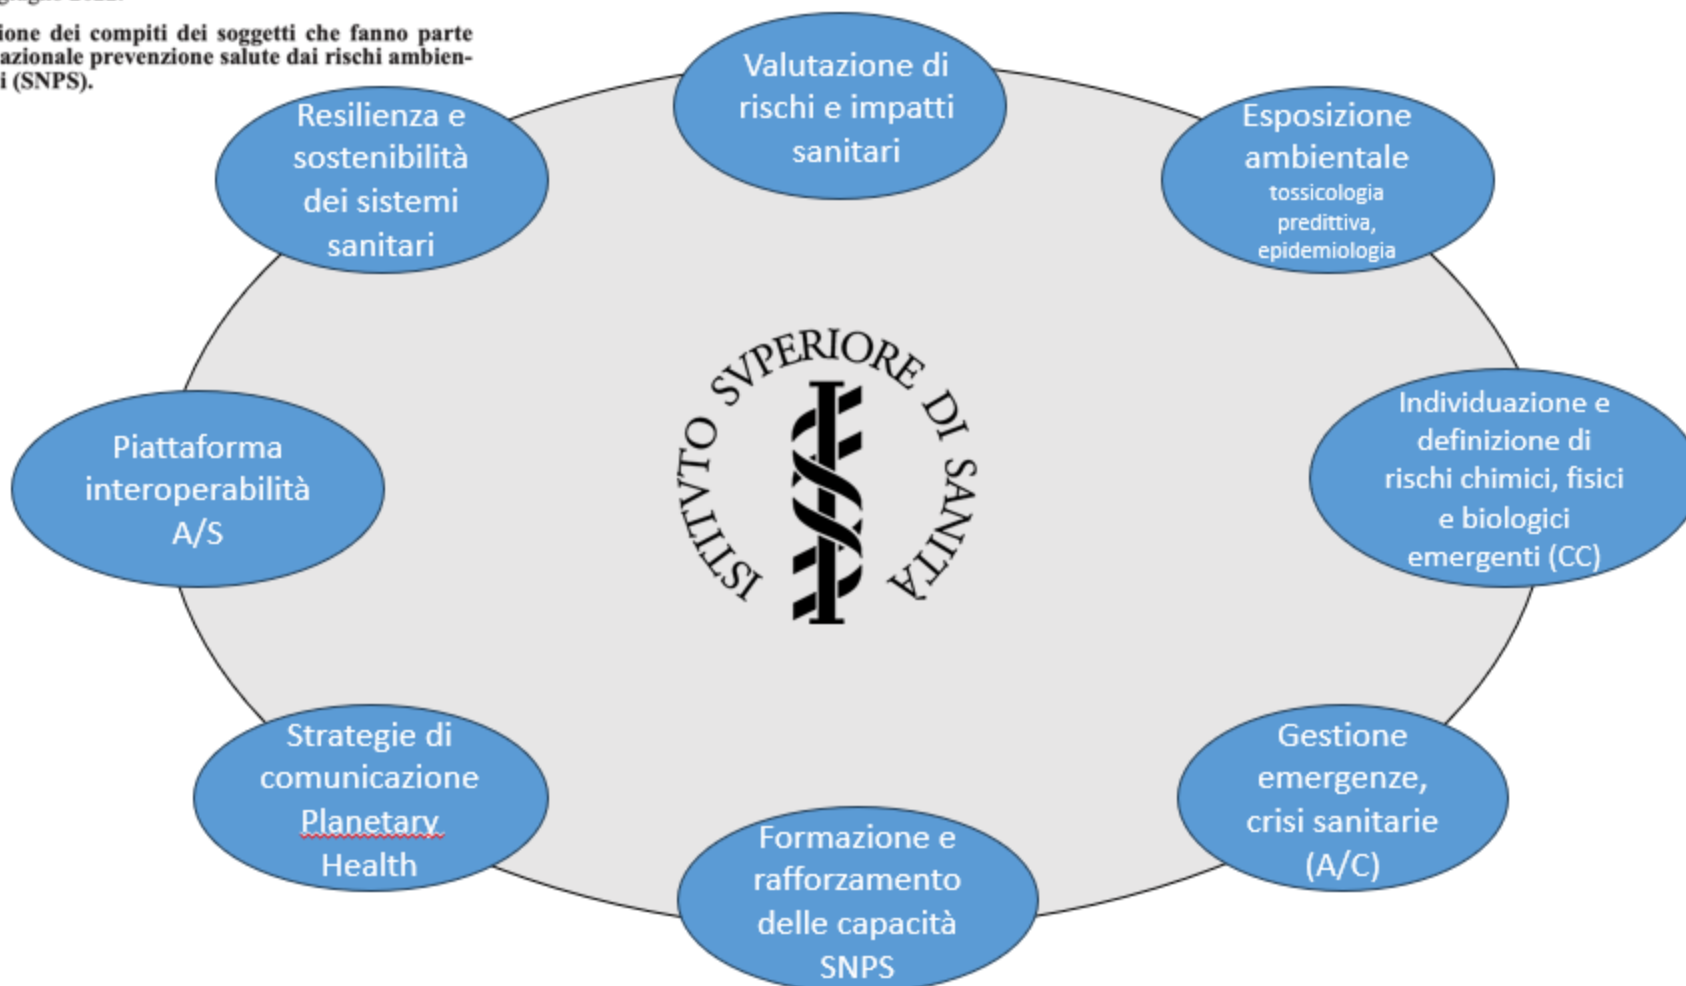 ione dei compiti dei soggetti che fanno parte
azionale prevenzione salute dai rischi ambien-
i (SNPS).
Valutazione di
rischi e impatti
sanitari
Resilienza e
sostenibilità
dei sistemi
sanitari
Esposizione
ambientale
tossicologia
predittiva,
epidemiologia
ISTITVTO SVPERIORE DI SANITÀ
Piattaforma
interoperabilità
A/S
Individuazione e
definizione di
rischi chimici, fisici
e biologici
emergenti (CC)
Strategie di
comunicazione
Planetary
Health
Gestione
emergenze,
crisi sanitarie
(A/C)
Formazione e
rafforzamento
delle capacità
SNPS